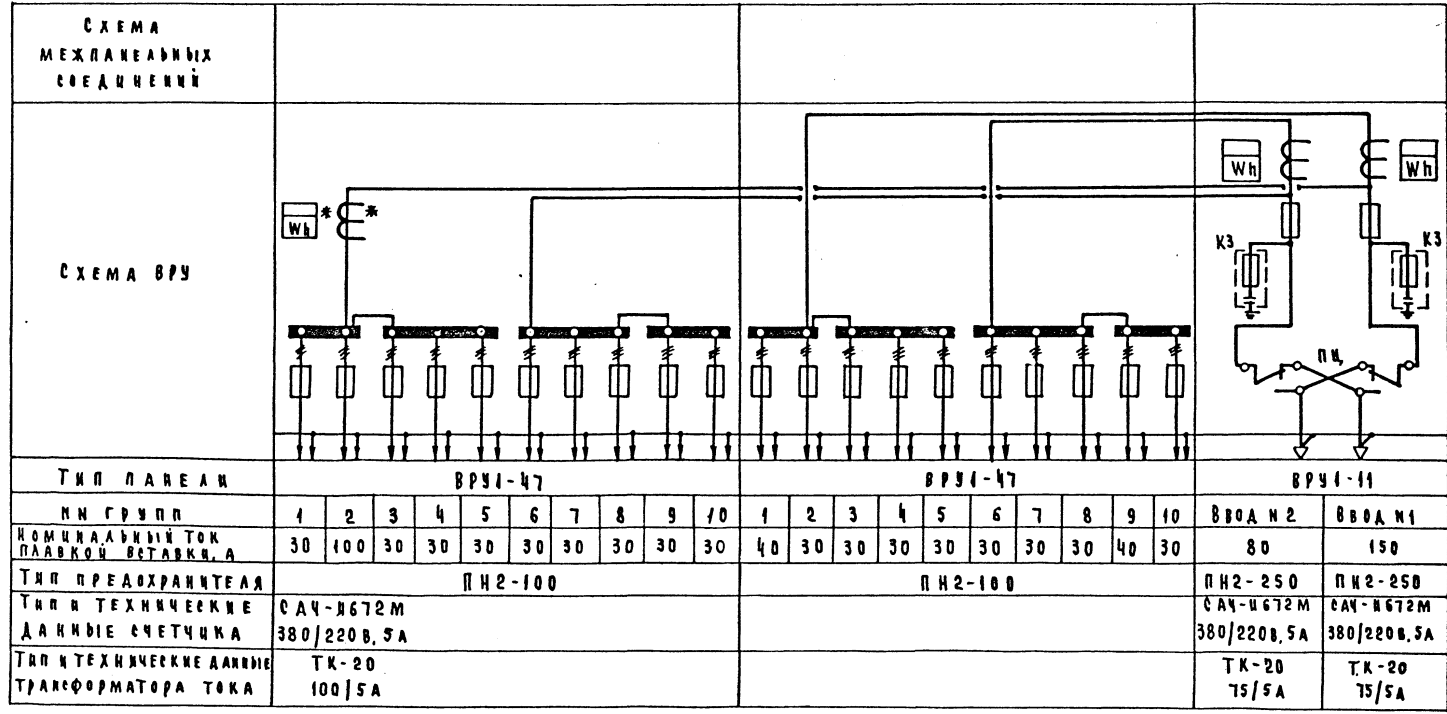 СХЕМА
МЕЖПАНЕЛЬНЫХ
СОЕДИНЕНИЙ
Wh
Wh
Wh
*
*
КЗ
КЗ
СХЕМА ВРУ
ПЦ
ТИП ПАНЕЛИ
ВРУ1-47
ВРУ1-47
ВРУ1-11
NN ГРУПП
1 2 3 4 5 6 7 8 9 10
1 2 3 4 5 6 7 8 9 10
ВВОД N2
ВВОД N1
НОМИНАЛЬНЫЙ ТОК
ПЛАВКОЙ ВСТАВКИ, А
30 100 30 30 30 30 30 30 30 30
40 30 30 30 30 30 30 30 40 30
80
150
ТИП ПРЕДОХРАНИТЕЛЯ
ПН2-100
ПН2-100
ПН2-250
ПН2-250
ТИП И ТЕХНИЧЕСКИЕ
ДАННЫЕ СЧЕТЧИКА
САЧ-И672М
380/220В, 5А
САЧ-И672М
380/220В, 5А
САЧ-И672М
380/220В, 5А
ТИП И ТЕХНИЧЕСКИЕ ДАННЫЕ
ТРАНСФОРМАТОРА ТОКА
ТК-20
100/5А
ТК-20
75/5А
ТК-20
75/5А